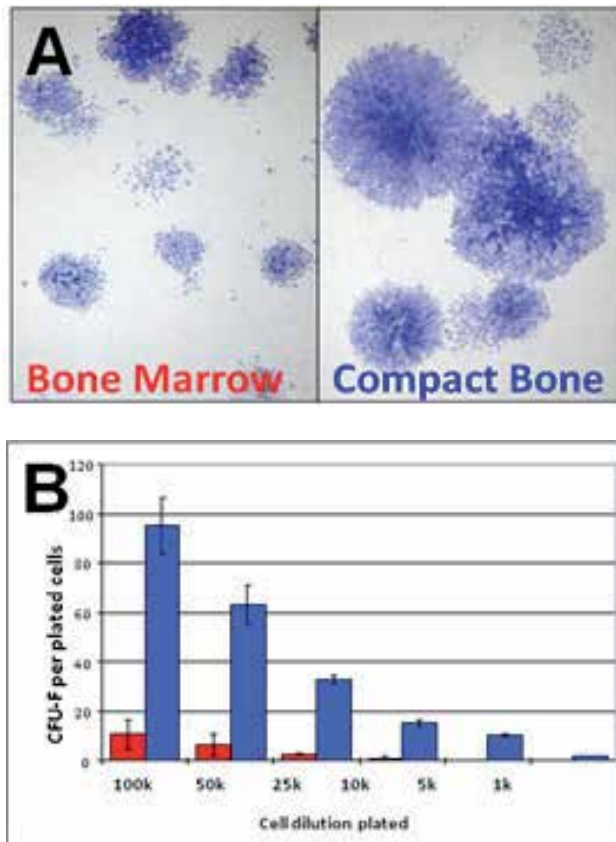 A
Bone Marrow
Compact Bone
B
120
100
80
60
40
20
0
CFU-F per plated cells
100k 50k 25k 10k 5k 1k
Cell dilution plated